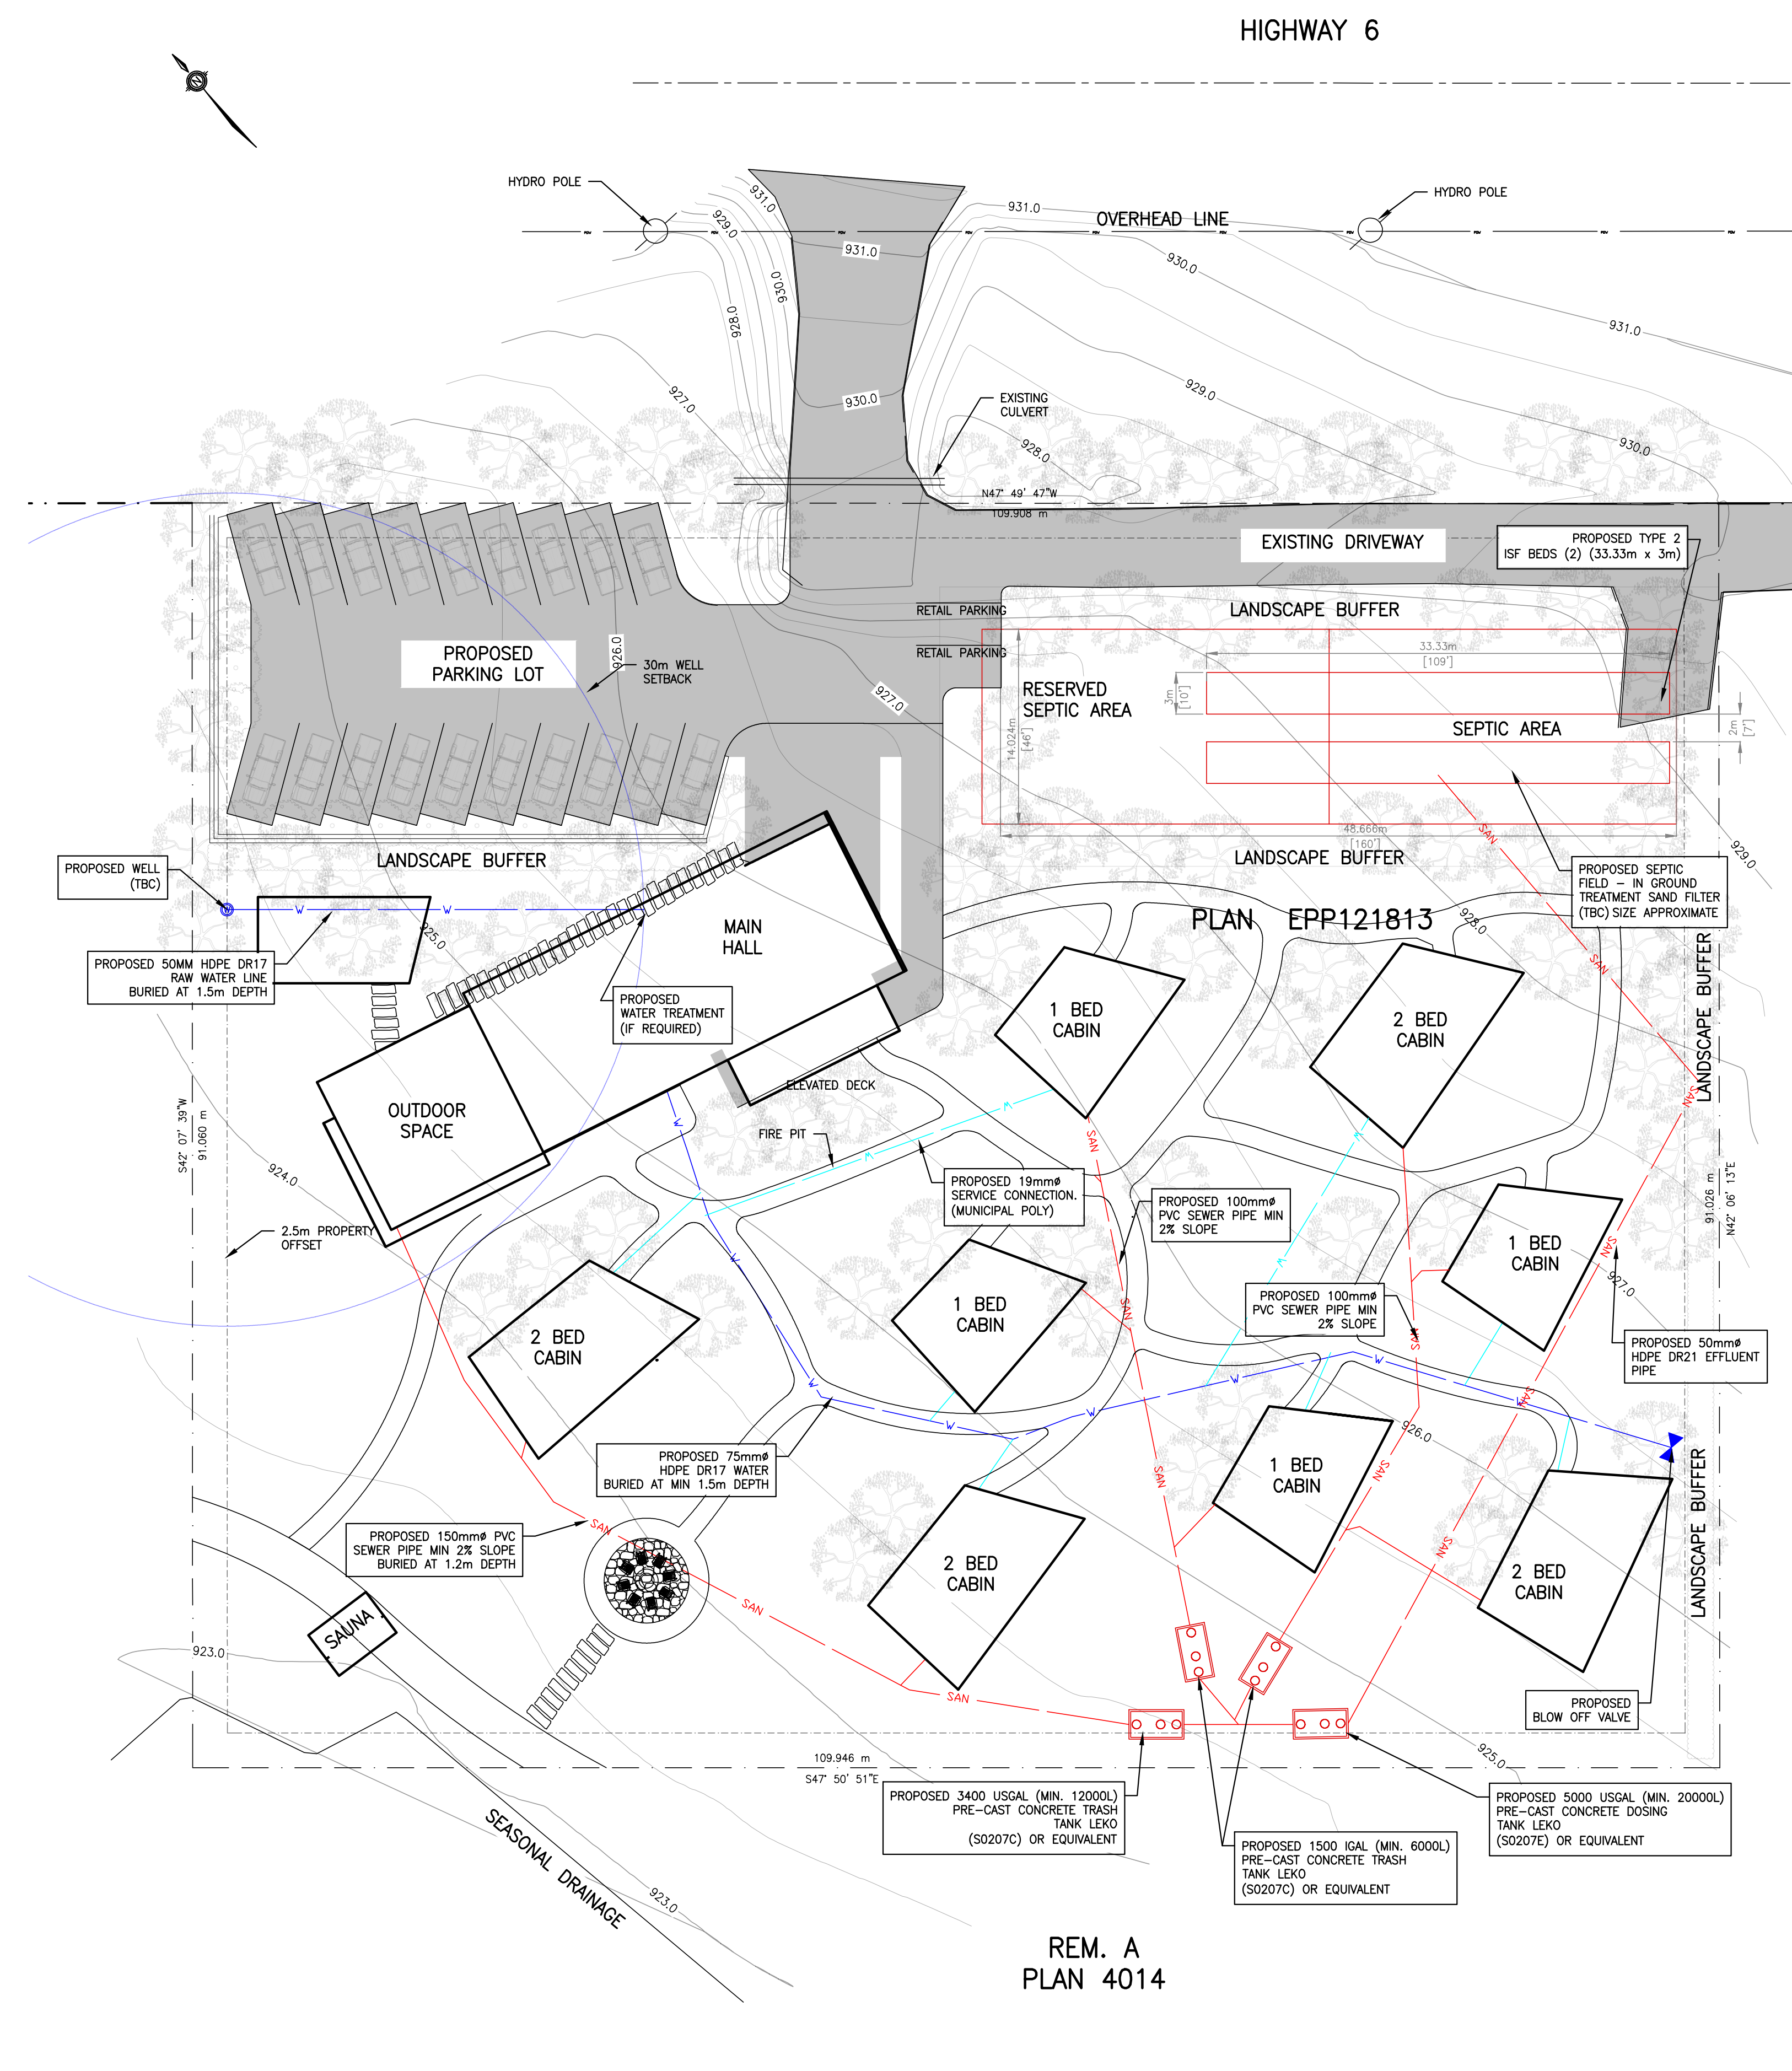 HIGHWAY 6
N
HYDRO POLE
HYDRO POLE
931.0
929.0
931.0
OVERHEAD LINE
931.0
930.0
930.0
928.0
931.0
927.0
930.0
929.0
EXISTING
CULVERT
928.0
930.0
N47° 49' 47"W
109.908 m
EXISTING DRIVEWAY
PROPOSED TYPE 2
ISF BEDS (2) (33.33m x 3m)
RETAIL PARKING
LANDSCAPE BUFFER
PROPOSED
PARKING LOT
926.0
30m WELL
SETBACK
RETAIL PARKING
33.33m
[109']
927.0
RESERVED
SEPTIC AREA
3m
[10']
14.024m
[46']
SEPTIC AREA
2m
[7']
48.666m
[160']
SAN
929.0
LANDSCAPE BUFFER
LANDSCAPE BUFFER
PROPOSED WELL
(TBC)
W
W
W
PROPOSED SEPTIC
FIELD – IN GROUND
TREATMENT SAND FILTER
(TBC) SIZE APPROXIMATE
PLAN EPP121813
928.0
925.0
MAIN
HALL
PROPOSED 50MM HDPE DR17
RAW WATER LINE
BURIED AT 1.5m DEPTH
SAN
LANDSCAPE BUFFER
PROPOSED
WATER TREATMENT
(IF REQUIRED)
1 BED
CABIN
2 BED
CABIN
ELEVATED DECK
SAN
OUTDOOR
SPACE
S42° 07' 39"W
91.060 m
FIRE PIT
W
W
SAN
924.0
PROPOSED 19mmø
SERVICE CONNECTION.
(MUNICIPAL POLY)
PROPOSED 100mmø
PVC SEWER PIPE MIN
2% SLOPE
91.026 m
N42° 06' 13"E
2.5m PROPERTY
OFFSET
W
1 BED
CABIN
SAN
927.0
1 BED
CABIN
SAN
PROPOSED 100mmø
PVC SEWER PIPE MIN
2% SLOPE
2 BED
CABIN
SAN
PROPOSED 50mmø
HDPE DR21 EFFLUENT
PIPE
W
W
W
SAN
W
W
W
926.0
PROPOSED 75mmø
HDPE DR17 WATER
BURIED AT MIN 1.5m DEPTH
SAN
1 BED
CABIN
SAN
LANDSCAPE BUFFER
PROPOSED 150mmø PVC
SEWER PIPE MIN 2% SLOPE
BURIED AT 1.2m DEPTH
SAN
SAN
2 BED
CABIN
2 BED
CABIN
SAN
SAUNA
923.0
SAN
PROPOSED
BLOW OFF VALVE
109.946 m
S47° 50' 51"E
925.0
PROPOSED 3400 USGAL (MIN. 12000L)
PRE–CAST CONCRETE TRASH
TANK LEKO
(S0207C) OR EQUIVALENT
PROPOSED 5000 USGAL (MIN. 20000L)
PRE–CAST CONCRETE DOSING
TANK LEKO
(S0207E) OR EQUIVALENT
PROPOSED 1500 IGAL (MIN. 6000L)
PRE–CAST CONCRETE TRASH
TANK LEKO
(S0207C) OR EQUIVALENT
SEASONAL DRAINAGE
923.0
REM. A
PLAN 4014